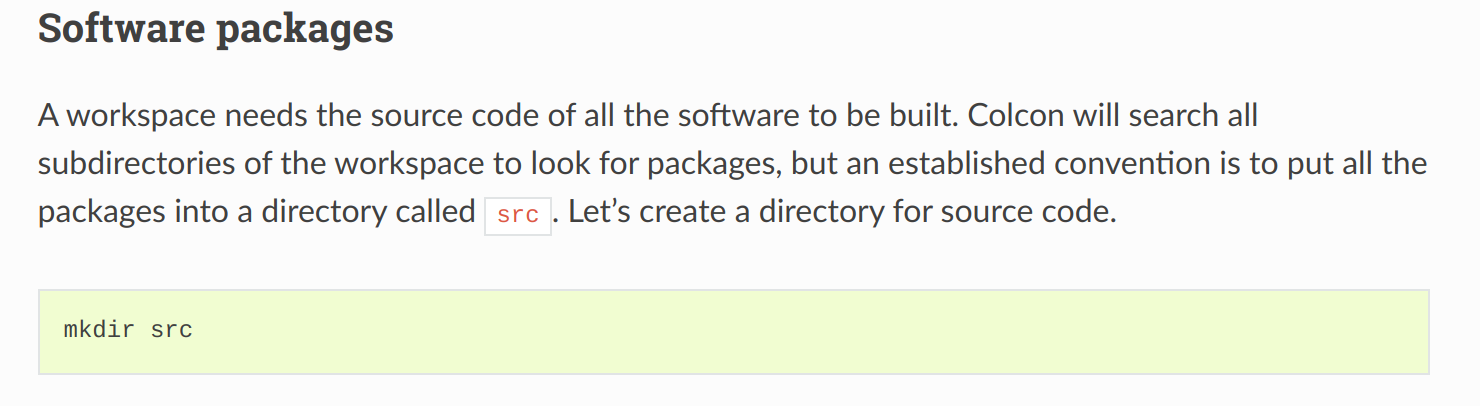 Software packages
A workspace needs the source code of all the software to be built. Colcon will search all
subdirectories of the workspace to look for packages, but an established convention is to put all the
packages into a directory called src. Let’s create a directory for source code.
mkdir src